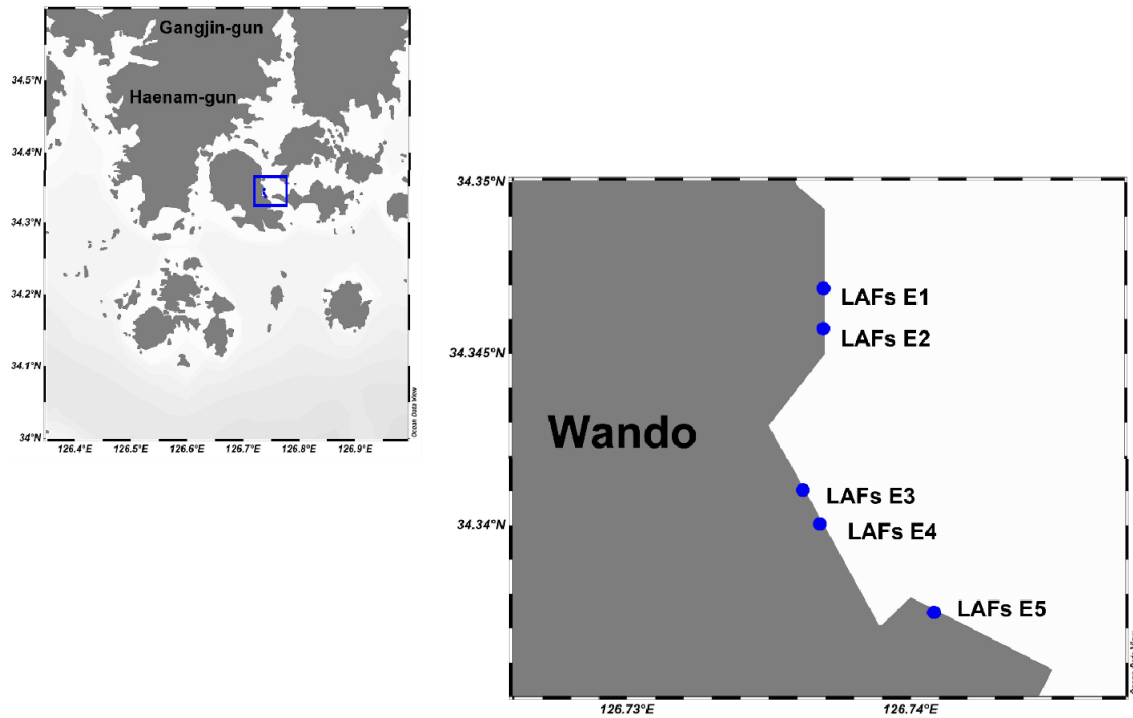 Gangjin-gun
34.5°N
Haenam-gun
34.4°N
34.3°N
34.2°N
34.1°N
34°N
126.4°E 126.5°E 126.6°E 126.7°E 126.8°E 126.9°E
Ocean Data View
34.35°N
LAFs E1
LAFs E2
34.345°N
Wando
LAFs E3
34.34°N
LAFs E4
LAFs E5
126.73°E 126.74°E